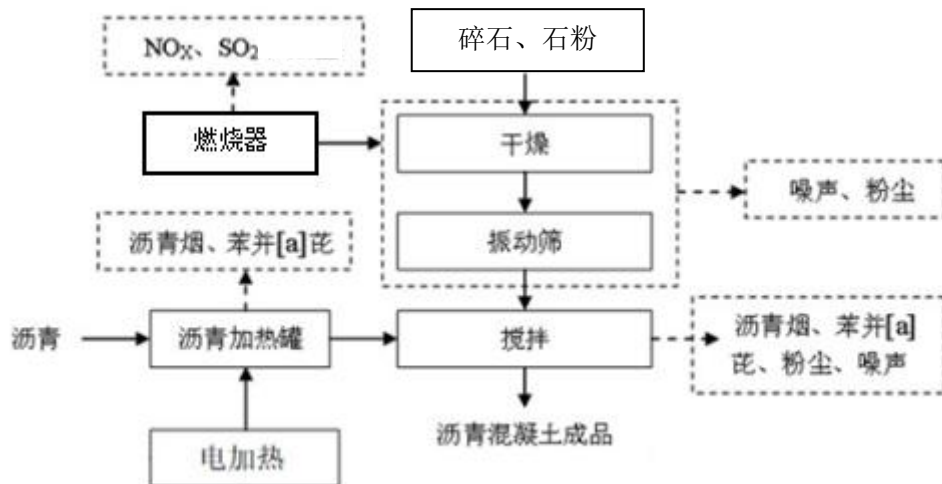 NOX、SO2
碎石、石粉
燃烧器
干燥
噪声、粉尘
沥青烟、苯并[a]芘
振动筛
沥青
沥青加热罐
搅拌
沥青烟、苯并[a]
芘、粉尘、噪声
电加热
沥青混凝土成品